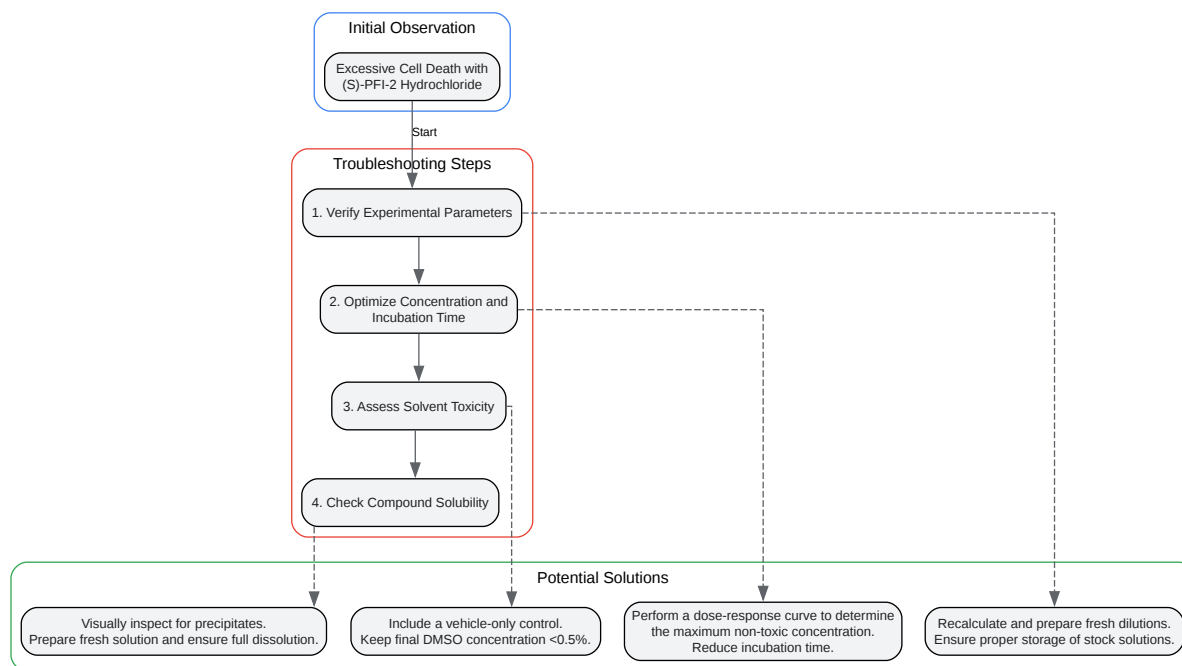 Initial Observation
Excessive Cell Death with
(S)-PFI-2 Hydrochloride
Start
Troubleshooting Steps
1. Verify Experimental Parameters
2. Optimize Concentration and
Incubation Time
3. Assess Solvent Toxicity
4. Check Compound Solubility
Potential Solutions
Visually inspect for precipitates.
Prepare fresh solution and ensure full dissolution.
Include a vehicle-only control.
Keep final DMSO concentration <0.5%.
Perform a dose-response curve to determine
the maximum non-toxic concentration.
Reduce incubation time.
Recalculate and prepare fresh dilutions.
Ensure proper storage of stock solutions.